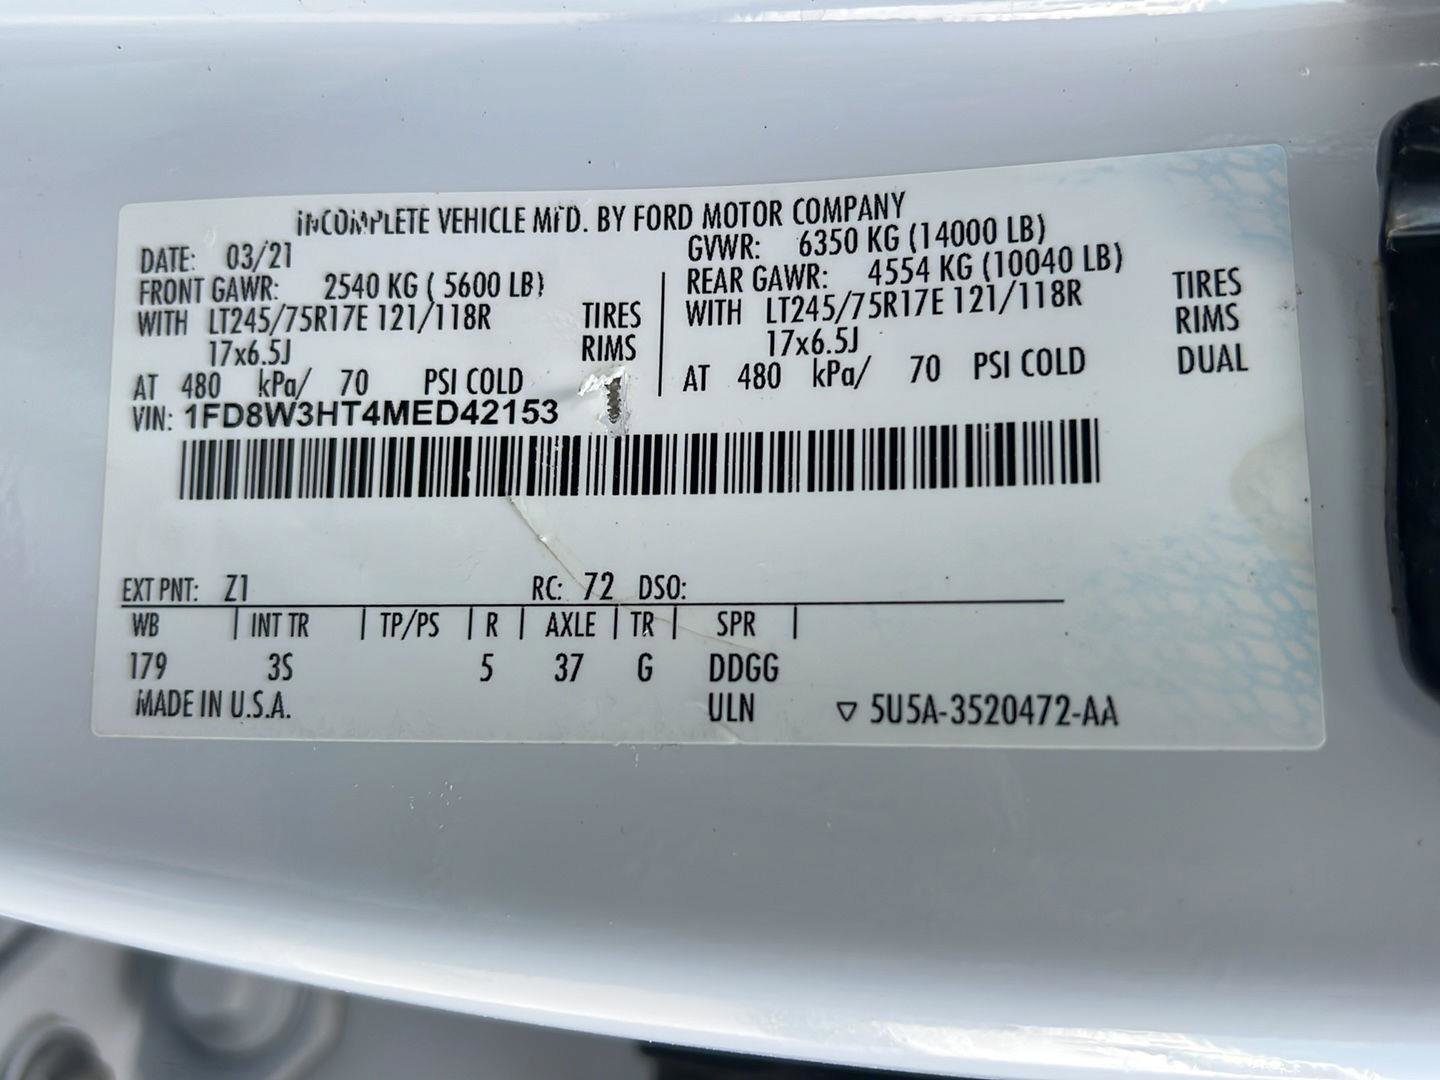 INCOMPLETE VEHICLE MFD. BY FORD MOTOR COMPANY
DATE: 03/21 GVWR: 6350 KG (14000 LB)
FRONT GAWR: 2540 KG ( 5600 LB) REAR GAWR: 4554 KG (10040 LB)
WITH LT245/75R17E 121/118R TIRES WITH LT245/75R17E 121/118R TIRES
17x6.5J RIMS 17x6.5J RIMS
AT 480 kPa/ 70 PSI COLD AT 480 kPa/ 70 PSI COLD DUAL
VIN: 1FD8W3HT4MED42153
EXT PNT: Z1 RC: 72 DSO:
WB | INT TR | TP/PS | R | AXLE | TR | SPR |
179 3S 5 37 G DDGG
MADE IN U.S.A. ULN ▽ 5U5A-3520472-AA